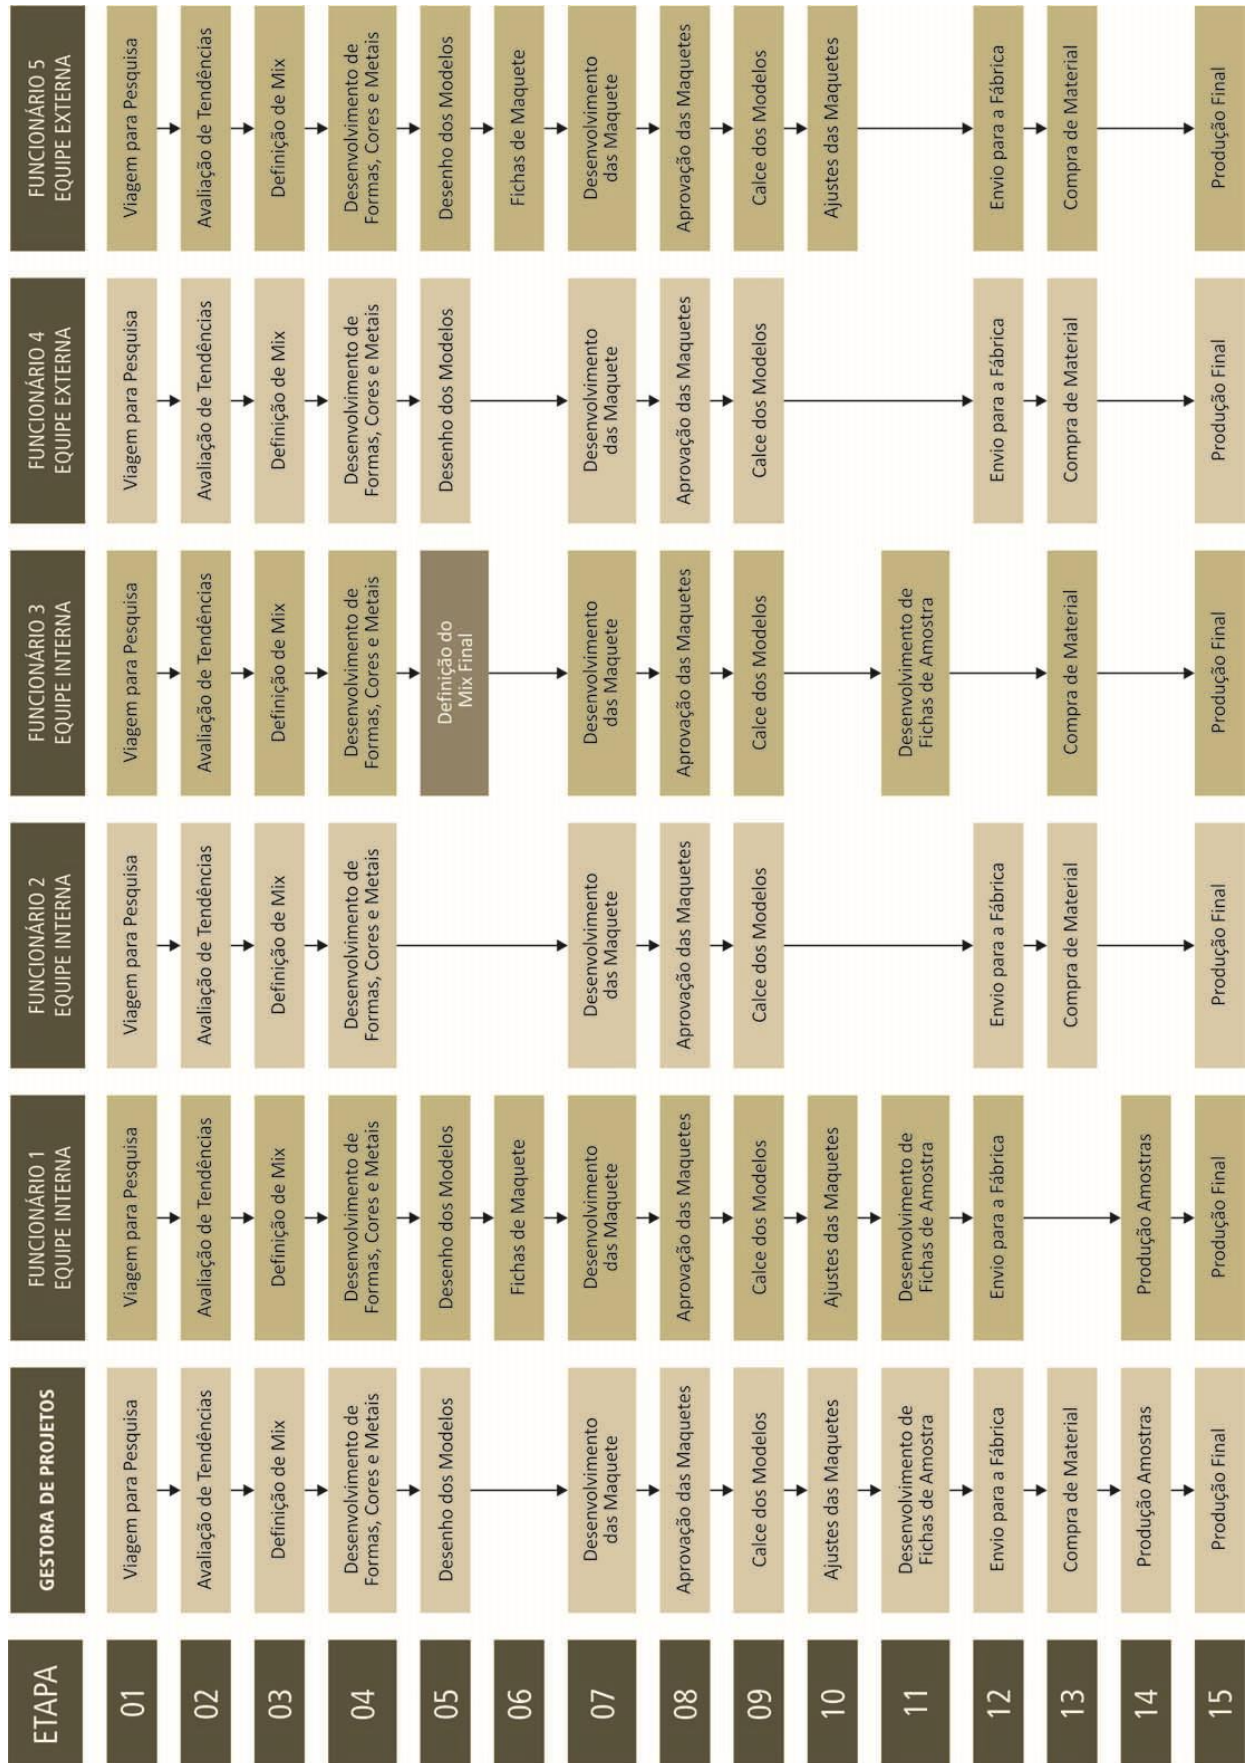 ETAPA
GESTORA DE PROJETOS
FUNCIONÁRIO 1
EQUIPE INTERNA
FUNCIONÁRIO 2
EQUIPE INTERNA
FUNCIONÁRIO 3
EQUIPE INTERNA
FUNCIONÁRIO 4
EQUIPE EXTERNA
FUNCIONÁRIO 5
EQUIPE EXTERNA
01
Viagem para Pesquisa
Viagem para Pesquisa
Viagem para Pesquisa
Viagem para Pesquisa
Viagem para Pesquisa
Viagem para Pesquisa
02
Avaliação de Tendências
Avaliação de Tendências
Avaliação de Tendências
Avaliação de Tendências
Avaliação de Tendências
Avaliação de Tendências
03
Definição de Mix
Definição de Mix
Definição de Mix
Definição de Mix
Definição de Mix
Definição de Mix
04
Desenvolvimento de
Formas, Cores e Metais
Desenvolvimento de
Formas, Cores e Metais
Desenvolvimento de
Formas, Cores e Metais
Desenvolvimento de
Formas, Cores e Metais
Desenvolvimento de
Formas, Cores e Metais
Desenvolvimento de
Formas, Cores e Metais
05
Desenho dos Modelos
Desenho dos Modelos
Definição do
Mix Final
Desenho dos Modelos
Desenho dos Modelos
06
Fichas de Maquete
Fichas de Maquete
07
Desenvolvimento
das Maquete
Desenvolvimento
das Maquete
Desenvolvimento
das Maquete
Desenvolvimento
das Maquete
Desenvolvimento
das Maquete
Desenvolvimento
das Maquete
08
Aprovação das Maquetes
Aprovação das Maquetes
Aprovação das Maquetes
Aprovação das Maquetes
Aprovação das Maquetes
Aprovação das Maquetes
09
Calce dos Modelos
Calce dos Modelos
Calce dos Modelos
Calce dos Modelos
Calce dos Modelos
Calce dos Modelos
10
Ajustes das Maquetes
Ajustes das Maquetes
Ajustes das Maquetes
11
Desenvolvimento de
Fichas de Amostra
Desenvolvimento de
Fichas de Amostra
Desenvolvimento de
Fichas de Amostra
12
Envio para a Fábrica
Envio para a Fábrica
Envio para a Fábrica
Envio para a Fábrica
Envio para a Fábrica
13
Compra de Material
Compra de Material
Compra de Material
Compra de Material
Compra de Material
14
Produção Amostras
Produção Amostras
15
Produção Final
Produção Final
Produção Final
Produção Final
Produção Final
Produção Final